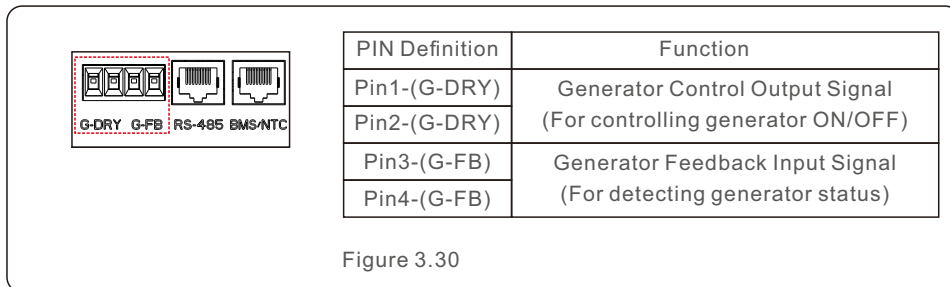 G-DRY G-FB RS-485 BMS/NTC
PIN Definition Function
Pin1-(G-DRY) Generator Control Output Signal
Pin2-(G-DRY) (For controlling generator ON/OFF)
Pin3-(G-FB) Generator Feedback Input Signal
Pin4-(G-FB) (For detecting generator status)
Figure 3.30